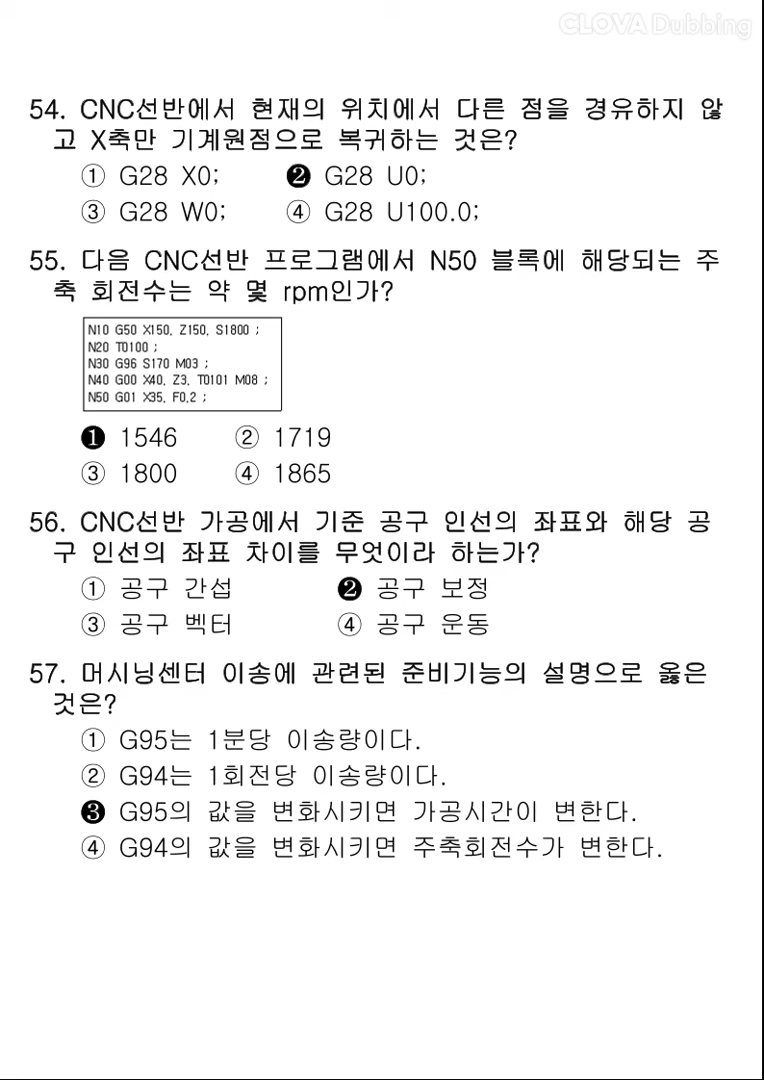 CLOVA Dubbing
54. CNC선반에서 현재의 위치에서 다른 점을 경유하지 않
고 X축만 기계원점으로 복귀하는 것은?
① G28 X0; ❷ G28 U0;
③ G28 W0; ④ G28 U100.0;
55. 다음 CNC선반 프로그램에서 N50 블록에 해당되는 주
축 회전수는 약 몇 rpm인가?
N10 G50 X150. Z150. S1800 ;
N20 T0100 ;
N30 G96 S170 M03 ;
N40 G00 X40. Z3. T0101 M08 ;
N50 G01 X35. F0.2 ;
❶ 1546 ② 1719
③ 1800 ④ 1865
56. CNC선반 가공에서 기준 공구 인선의 좌표와 해당 공
구 인선의 좌표 차이를 무엇이라 하는가?
① 공구 간섭 ❷ 공구 보정
③ 공구 벡터 ④ 공구 운동
57. 머시닝센터 이송에 관련된 준비기능의 설명으로 옳은
것은?
① G95는 1분당 이송량이다.
② G94는 1회전당 이송량이다.
❸ G95의 값을 변화시키면 가공시간이 변한다.
④ G94의 값을 변화시키면 주축회전수가 변한다.